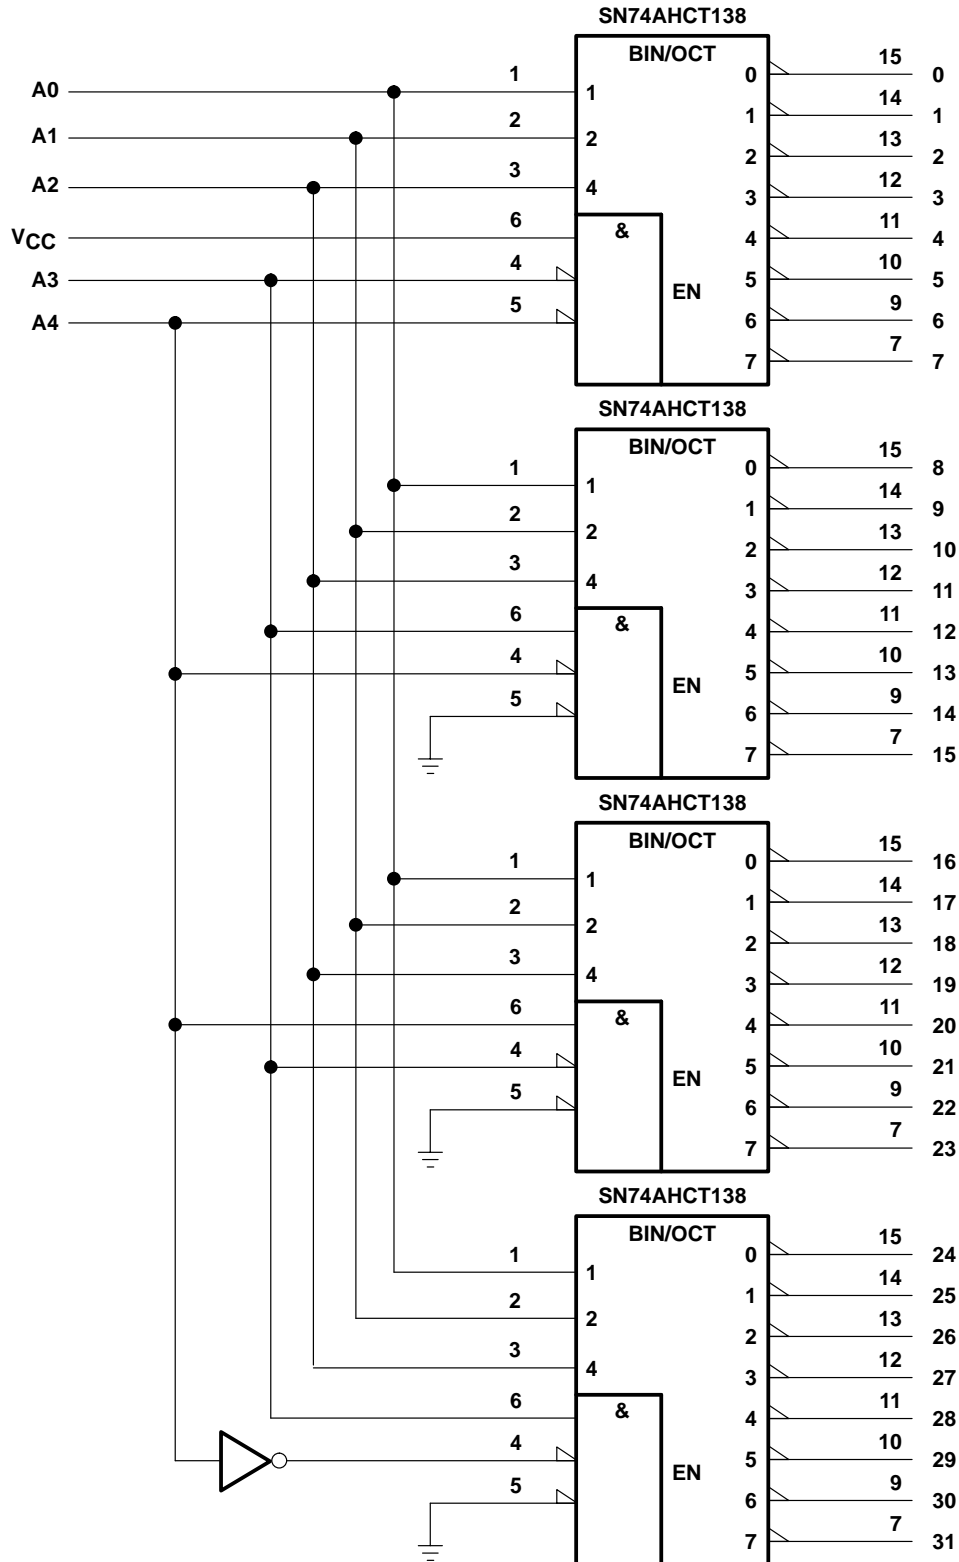 SN74AHCT138
BIN/OCT
A0 1 1 0 15 0
1 14 1
A1 2 2 2 13 2
A2 3 4 3 12 3
VCC 6 & 4 11 4
A3 4 EN 5 10 5
A4 5 6 9 6
7 7 7
SN74AHCT138
BIN/OCT
1 1 0 15 8
1 14 9
2 2 2 13 10
3 4 3 12 11
6 & 4 11 12
4 EN 5 10 13
5 6 9 14
7 7 15
SN74AHCT138
BIN/OCT
1 1 0 15 16
1 14 17
2 2 2 13 18
3 4 3 12 19
6 & 4 11 20
4 EN 5 10 21
5 6 9 22
7 7 23
SN74AHCT138
BIN/OCT
1 1 0 15 24
1 14 25
2 2 2 13 26
3 4 3 12 27
6 & 4 11 28
4 EN 5 10 29
5 6 9 30
7 7 31